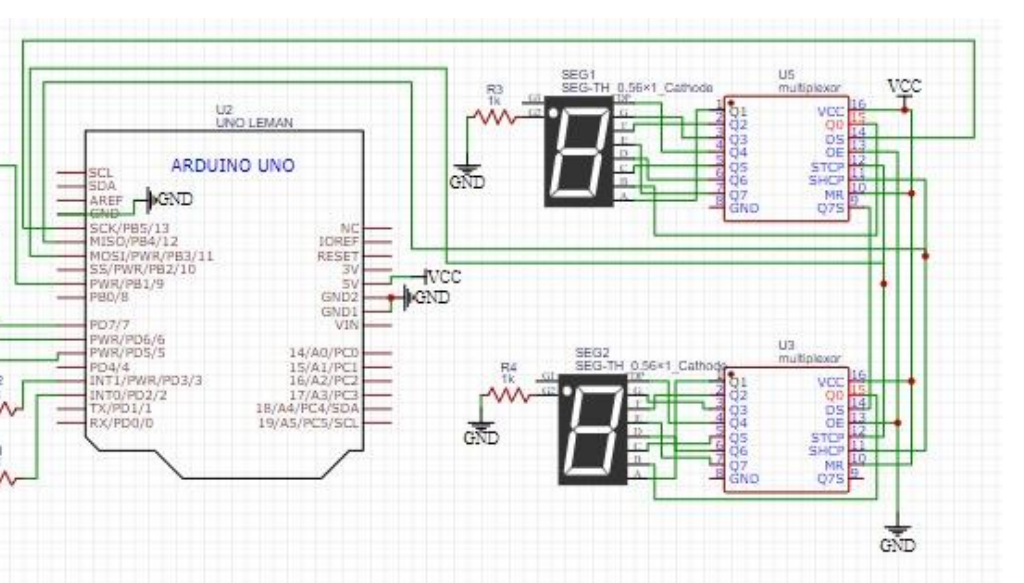 U2
UNO LEMAN
ARDUINO UNO
SCL
SDA
AREF
GND
SCK/PB5/13
MISO/PB4/12
MOSI/PWR/PB3/11
SS/PWR/PB2/10
PWR/PB1/9
PB0/8
PD7/7
PWR/PD6/6
PWR/PD5/5
PD4/4
INT1/PWR/PD3/3
INT0/PD2/2
TX/PD1/1
RX/PD0/0
GND
NC
IOREF
RESET
3V
5V
GND2
GND1
VIN
14/A0/PC0
15/A1/PC1
16/A2/PC2
17/A3/PC3
18/A4/PC4/SDA
19/A5/PC5/SCL
VCC
GND
R3
1k
GND
SEG1
SEG-TH_0.56×1_Cathode
G1
G2
DP
G
F
E
D
C
B
A
U5
multiplexor
1
2
3
4
5
6
7
8
Q1
Q2
Q3
Q4
Q5
Q6
Q7
GND
VCC
Q0
DS
OE
STCP
SHCP
MR
Q7S
16
15
14
13
12
11
10
9
VCC
R4
1k
GND
SEG2
SEG-TH_0.56×1_Cathode
G1
G2
DP
G
F
E
D
C
B
A
U3
multiplexor
1
2
3
4
5
6
7
8
Q1
Q2
Q3
Q4
Q5
Q6
Q7
GND
VCC
Q0
DS
OE
STCP
SHCP
MR
Q7S
16
15
14
13
12
11
10
9
GND